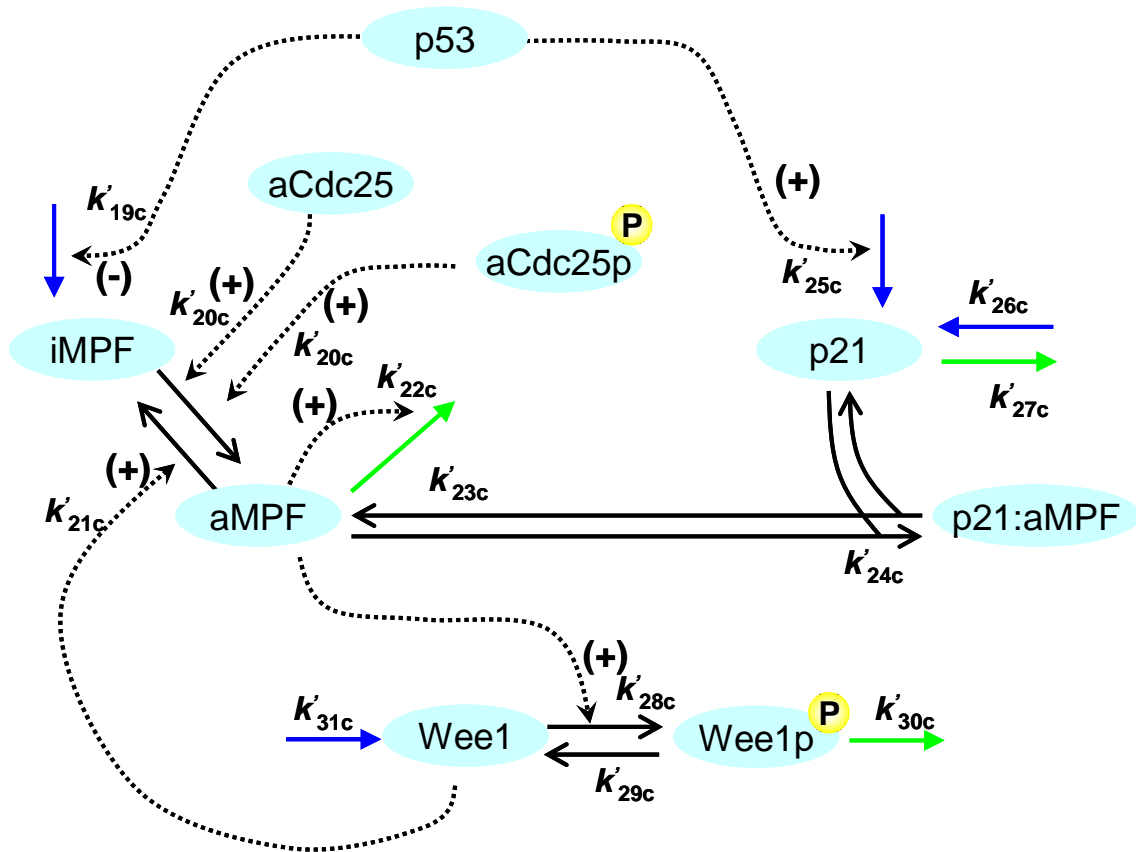 p53
aCdc25
k'19c
(+)
P
aCdc25p
(-)
k'20c
(+)
k'25c
(+)
k'26c
iMPF
k'20c
p21
k'22c
(+)
k'27c
(+)
k'23c
k'21c
aMPF
p21:aMPF
k'24c
(+)
k'28c
k'31c
P
k'30c
Wee1
Wee1p
k'29c